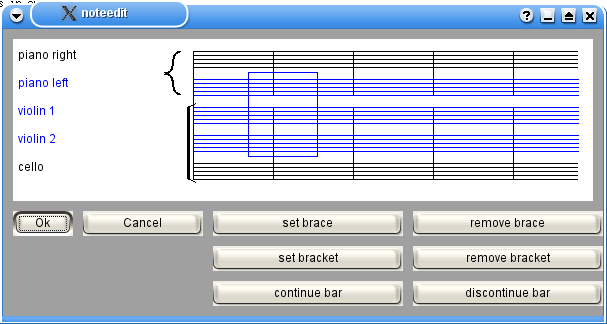 noteedit
piano right
piano left
violin 1
violin 2
cello
Ok Cancel set brace remove brace
set bracket remove bracket
continue bar discontinue bar